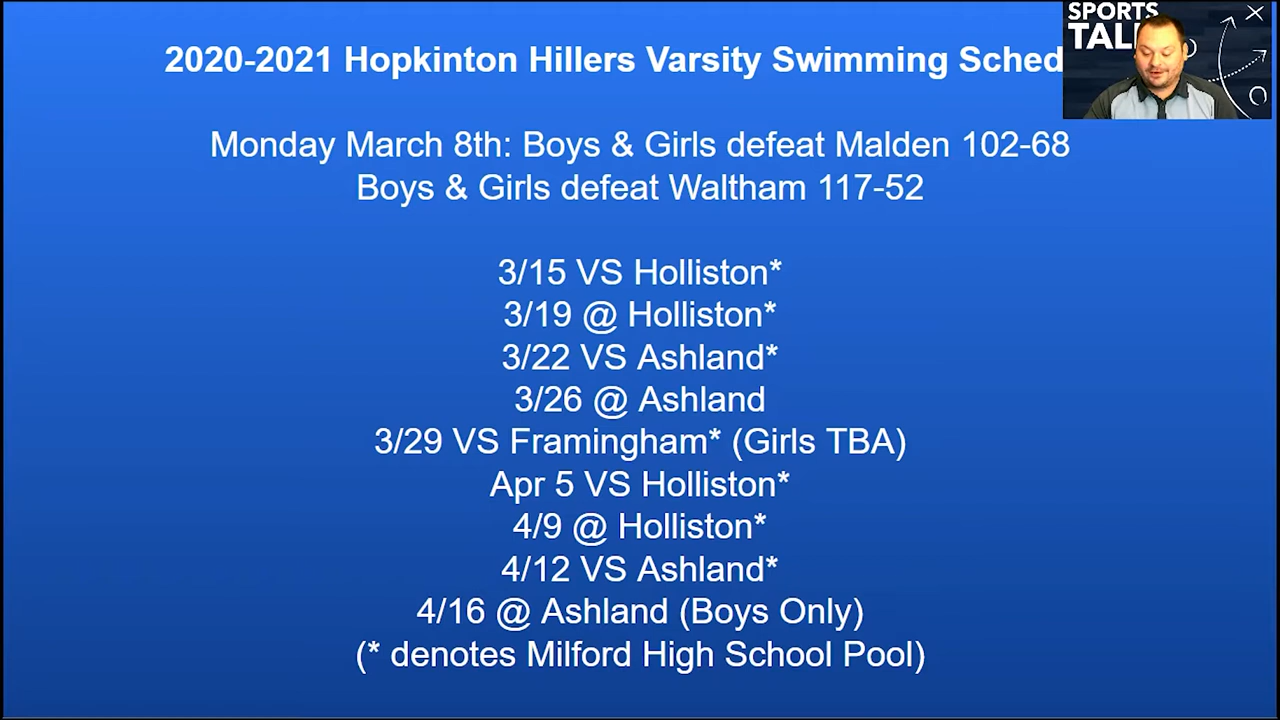 SPORTS
2020-2021 Hopkinton Hillers Varsity Swimming Sched
Monday March 8th: Boys & Girls defeat Malden 102-68
Boys & Girls defeat Waltham 117-52
3/15 VS Holliston*
3/19 @ Holliston*
3/22 VS Ashland*
3/26 @ Ashland
3/29 VS Framingham* (Girls TBA)
Apr 5 VS Holliston*
4/9 @ Holliston*
4/12 VS Ashland*
4/16 @ Ashland (Boys Only)
(* denotes Milford High School Pool)